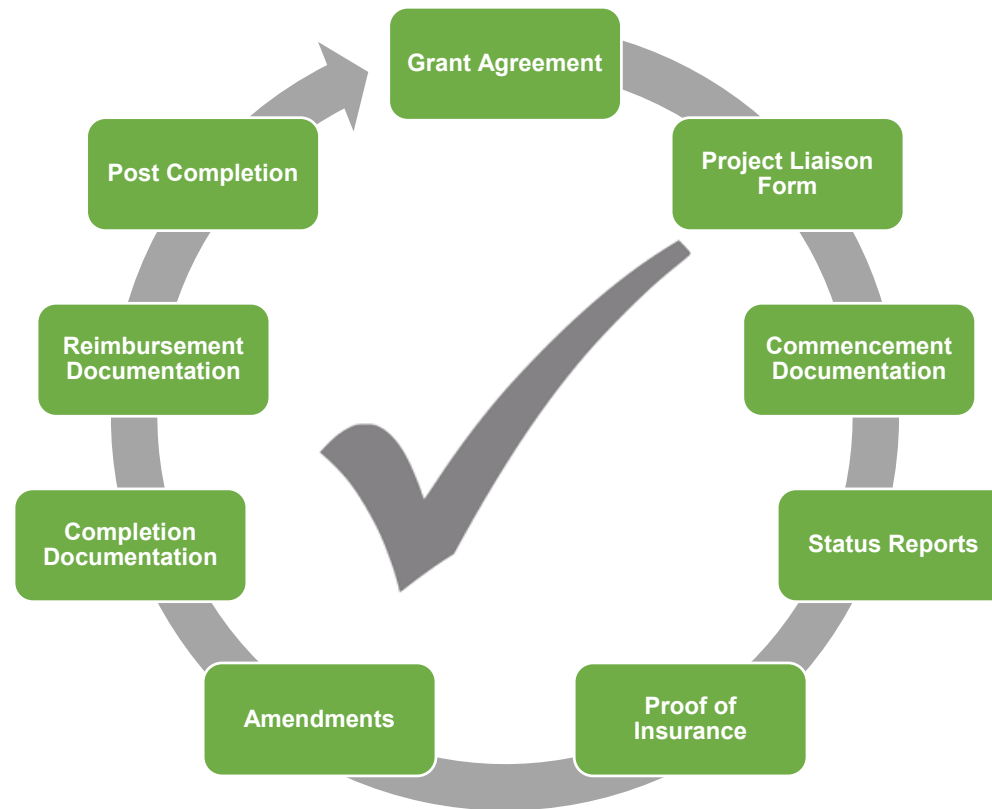 Grant Agreement
Project Liaison
Form
Commencement
Documentation
Status Reports
Proof of
Insurance
Amendments
Completion
Documentation
Reimbursement
Documentation
Post Completion